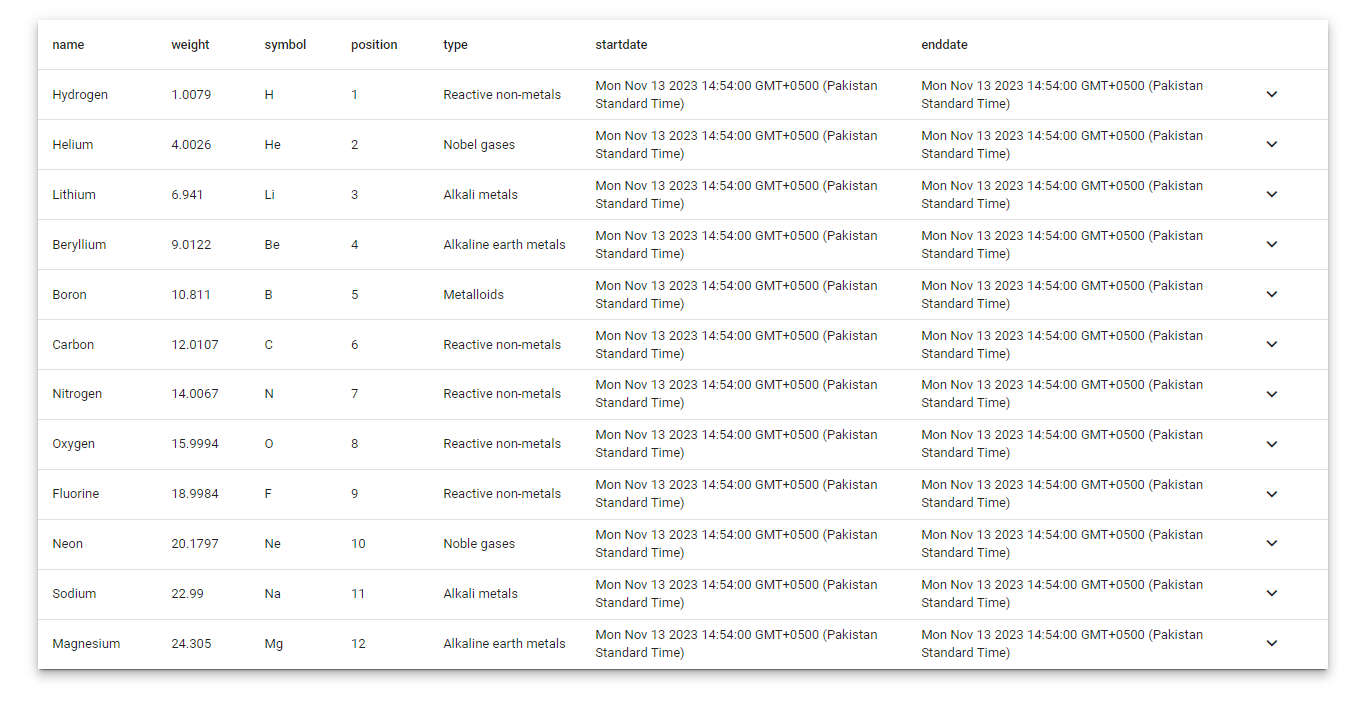 name weight symbol position type startdate enddate
Hydrogen 1.0079 H 1 Reactive non-metals Mon Nov 13 2023 14:54:00 GMT+0500 (Pakistan Standard Time) Mon Nov 13 2023 14:54:00 GMT+0500 (Pakistan Standard Time)
Helium 4.0026 He 2 Nobel gases Mon Nov 13 2023 14:54:00 GMT+0500 (Pakistan Standard Time) Mon Nov 13 2023 14:54:00 GMT+0500 (Pakistan Standard Time)
Lithium 6.941 Li 3 Alkali metals Mon Nov 13 2023 14:54:00 GMT+0500 (Pakistan Standard Time) Mon Nov 13 2023 14:54:00 GMT+0500 (Pakistan Standard Time)
Beryllium 9.0122 Be 4 Alkaline earth metals Mon Nov 13 2023 14:54:00 GMT+0500 (Pakistan Standard Time) Mon Nov 13 2023 14:54:00 GMT+0500 (Pakistan Standard Time)
Boron 10.811 B 5 Metalloids Mon Nov 13 2023 14:54:00 GMT+0500 (Pakistan Standard Time) Mon Nov 13 2023 14:54:00 GMT+0500 (Pakistan Standard Time)
Carbon 12.0107 C 6 Reactive non-metals Mon Nov 13 2023 14:54:00 GMT+0500 (Pakistan Standard Time) Mon Nov 13 2023 14:54:00 GMT+0500 (Pakistan Standard Time)
Nitrogen 14.0067 N 7 Reactive non-metals Mon Nov 13 2023 14:54:00 GMT+0500 (Pakistan Standard Time) Mon Nov 13 2023 14:54:00 GMT+0500 (Pakistan Standard Time)
Oxygen 15.9994 O 8 Reactive non-metals Mon Nov 13 2023 14:54:00 GMT+0500 (Pakistan Standard Time) Mon Nov 13 2023 14:54:00 GMT+0500 (Pakistan Standard Time)
Fluorine 18.9984 F 9 Reactive non-metals Mon Nov 13 2023 14:54:00 GMT+0500 (Pakistan Standard Time) Mon Nov 13 2023 14:54:00 GMT+0500 (Pakistan Standard Time)
Neon 20.1797 Ne 10 Noble gases Mon Nov 13 2023 14:54:00 GMT+0500 (Pakistan Standard Time) Mon Nov 13 2023 14:54:00 GMT+0500 (Pakistan Standard Time)
Sodium 22.99 Na 11 Alkali metals Mon Nov 13 2023 14:54:00 GMT+0500 (Pakistan Standard Time) Mon Nov 13 2023 14:54:00 GMT+0500 (Pakistan Standard Time)
Magnesium 24.305 Mg 12 Alkaline earth metals Mon Nov 13 2023 14:54:00 GMT+0500 (Pakistan Standard Time) Mon Nov 13 2023 14:54:00 GMT+0500 (Pakistan Standard Time)